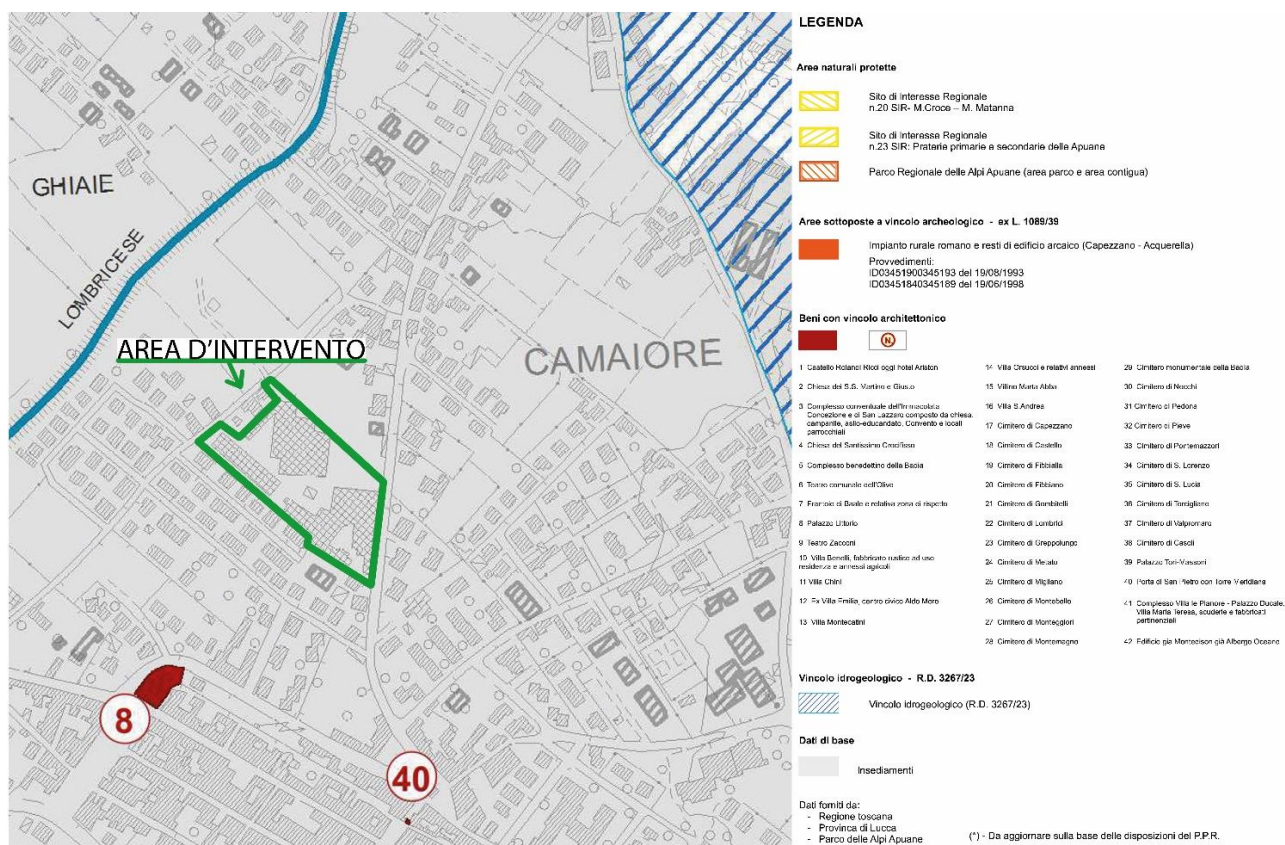 GHIAIE
LOMBRICESE
AREA D'INTERVENTO
CAMAIORE
8
40
LEGENDA
Aree naturali protette
Sito di Interesse Regionale
n.20 SIR- M.Croce – M. Matanna
Sito di Interesse Regionale
n.23 SIR: Praterie primarie e secondarie delle Apuane
Parco Regionale delle Alpi Apuane (area parco e area contigua)
Aree sottoposte a vincolo archeologico - ex L. 1089/39
Impianto rurale romano e resti di edificio arcaico (Capezzano - Acquerella)
Provvedimenti:
ID03451900345193 del 19/08/1993
ID03451840345189 del 19/06/1998
Beni con vincolo architettonico
N
1 Castello Rolandi Ricci oggi hotel Ariston
2 Chiesa dei S.S. Martino e Giusto
3 Complesso conventuale dell'Immacolata
Concezione e di San Lazzaro composto da chiesa,
campanile, asilo-educandato. Convento e locali
parrocchiali
4 Chiesa del Santissimo Crocifisso
5 Complesso benedettino della Badia
6 Teatro comunale dell'Olivo
7 Frantoio di Baale e relativa zona di rispetto
8 Palazzo Littorio
9 Teatro Zacconi
10 Villa Benelli, fabbricato rustico ad uso
residenza e annessi agricoli
11 Villa Chini
12 Ex Villa Emilia, centro civico Aldo Moro
13 Villa Montecatini
14 Villa Orsucci e relativi annessi
15 Villino Marta Abba
16 Villa S.Andrea
17 Cimitero di Capezzano
18 Cimitero di Castello
19 Cimitero di Fibbialla
20 Cimitero di Fibbiano
21 Cimitero di Gombitelli
22 Cimitero di Lombrici
23 Cimitero di Greppolungo
24 Cimitero di Metato
25 Cimitero di Migliano
26 Cimitero di Montebello
27 Cimitero di Monteggiori
28 Cimitero di Montemagno
29 Cimitero monumentale della Badia
30 Cimitero di Nocchi
31 Cimitero di Pedona
32 Cimitero di Pieve
33 Cimitero di Pontemazzori
34 Cimitero di S. Lorenzo
35 Cimitero di S. Lucia
36 Cimitero di Torcigliano
37 Cimitero di Valpromaro
38 Cimitero di Casoli
39 Palazzo Tori-Massoni
40 Porta di San Pietro con Torre Meridiana
41 Complesso Villa le Pianore - Palazzo Ducale,
Villa Maria Teresa, scuderie e fabbricati
pertinenziali
42 Edificio già Montedison già Albergo Oceano
Vincolo idrogeologico - R.D. 3267/23
Vincolo idrogeologico (R.D. 3267/23)
Dati di base
Insediamenti
Dati forniti da:
- Regione toscana
- Provinca di Lucca
- Parco delle Alpi Apuane
(*) - Da aggiornare sulla base delle disposizioni del P.P.R.